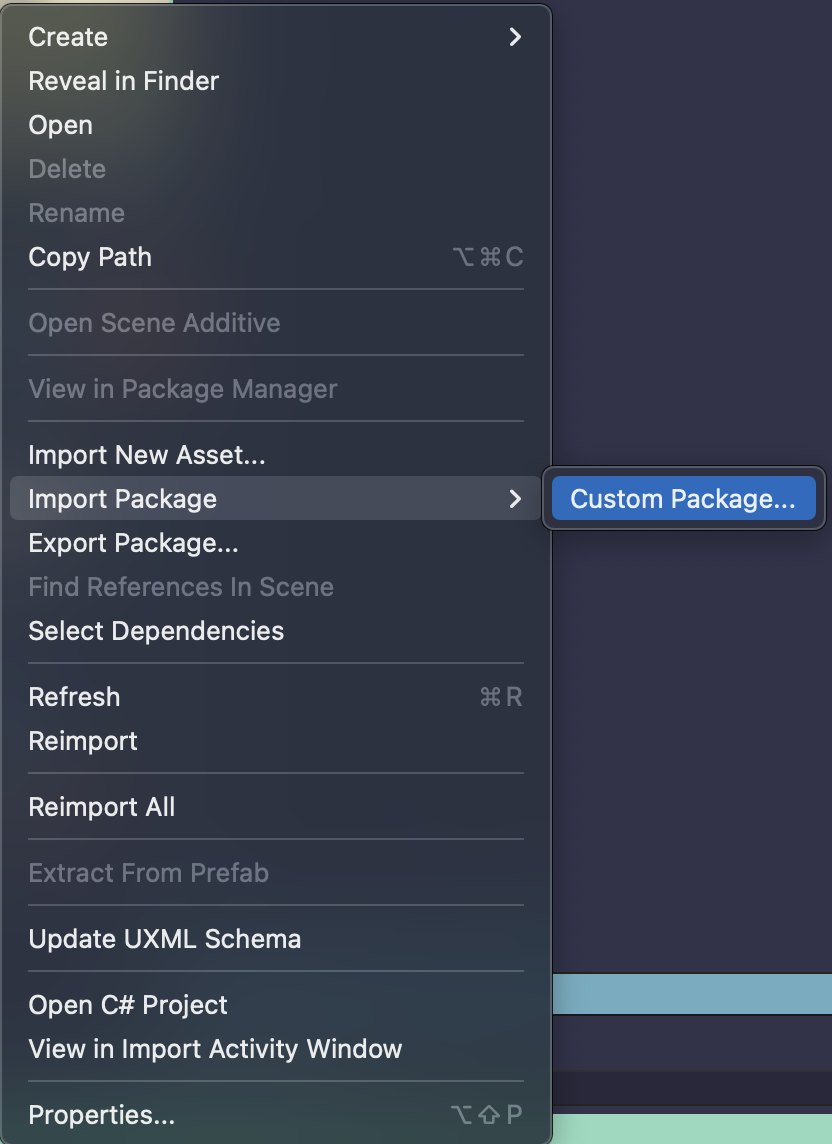 Create
Reveal in Finder
Open
Delete
Rename
Copy Path ⌥⌘C
Open Scene Additive
View in Package Manager
Import New Asset...
Import Package
Custom Package...
Export Package...
Find References In Scene
Select Dependencies
Refresh ⌘R
Reimport
Reimport All
Extract From Prefab
Update UXML Schema
Open C# Project
View in Import Activity Window
Properties... ⌥⇧P